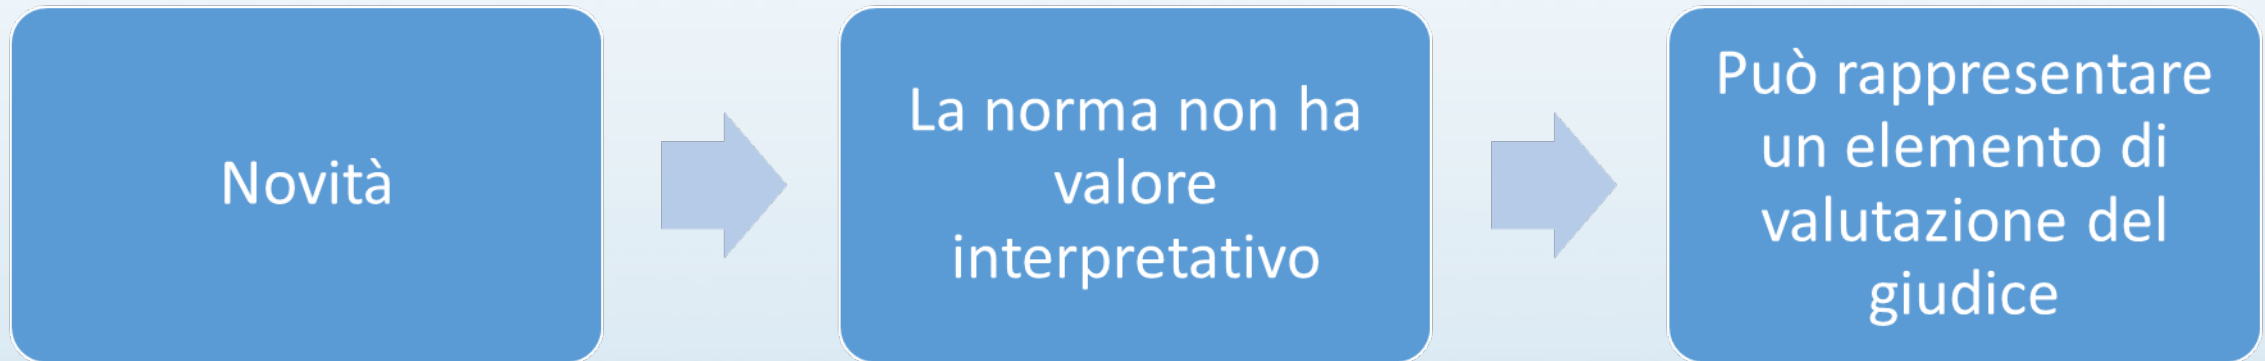 Novità
La norma non ha
valore
interpretativo
Può rappresentare
un elemento di
valutazione del
giudice